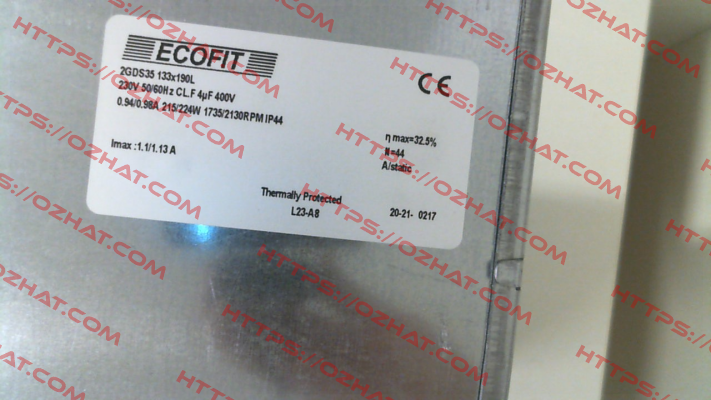 ECOFIT
2GDS35 133x190L
230V 50/60Hz CL.F 4µF 400V
0.94/0.98A 215/224W 1735/2130RPM IP44
CE
Imax :1.1/1.13 A
η max=32.5%
N=44
A/static
Thermally Protected
L23-A8
20-21- 0217
HTTPS://OZHAT.COM